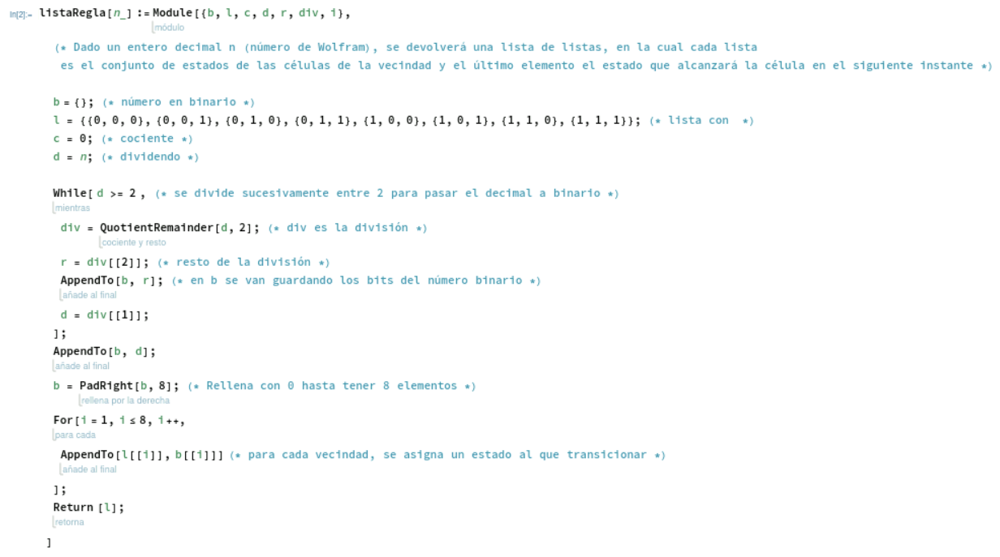 In[2]:= listaRegla[n_] := Module[{b, l, c, d, r, div, i},
módulo
(* Dado un entero decimal n (número de Wolfram), se devolverá una lista de listas, en la cual cada lista
es el conjunto de estados de las células de la vecindad y el último elemento el estado que alcanzará la célula en el siguiente instante *)
b = {}; (* número en binario *)
l = {{0, 0, 0}, {0, 0, 1}, {0, 1, 0}, {0, 1, 1}, {1, 0, 0}, {1, 0, 1}, {1, 1, 0}, {1, 1, 1}}; (* lista con  *)
c = 0; (* cociente *)
d = n; (* dividendo *)
While[ d >= 2 , (* se divide sucesivamente entre 2 para pasar el decimal a binario *)
mientras
div = QuotientRemainder[d, 2]; (* div es la división *)
cociente y resto
r = div[[2]]; (* resto de la división *)
AppendTo[b, r]; (* en b se van guardando los bits del número binario *)
añade al final
d = div[[1]];
];
AppendTo[b, d];
añade al final
b = PadRight[b, 8]; (* Rellena con 0 hasta tener 8 elementos *)
rellena por la derecha
For[i = 1, i ≤ 8, i++,
para cada
AppendTo[l[[i]], b[[i]]] (* para cada vecindad, se asigna un estado al que transicionar *)
añade al final
];
Return [l];
retorna
]